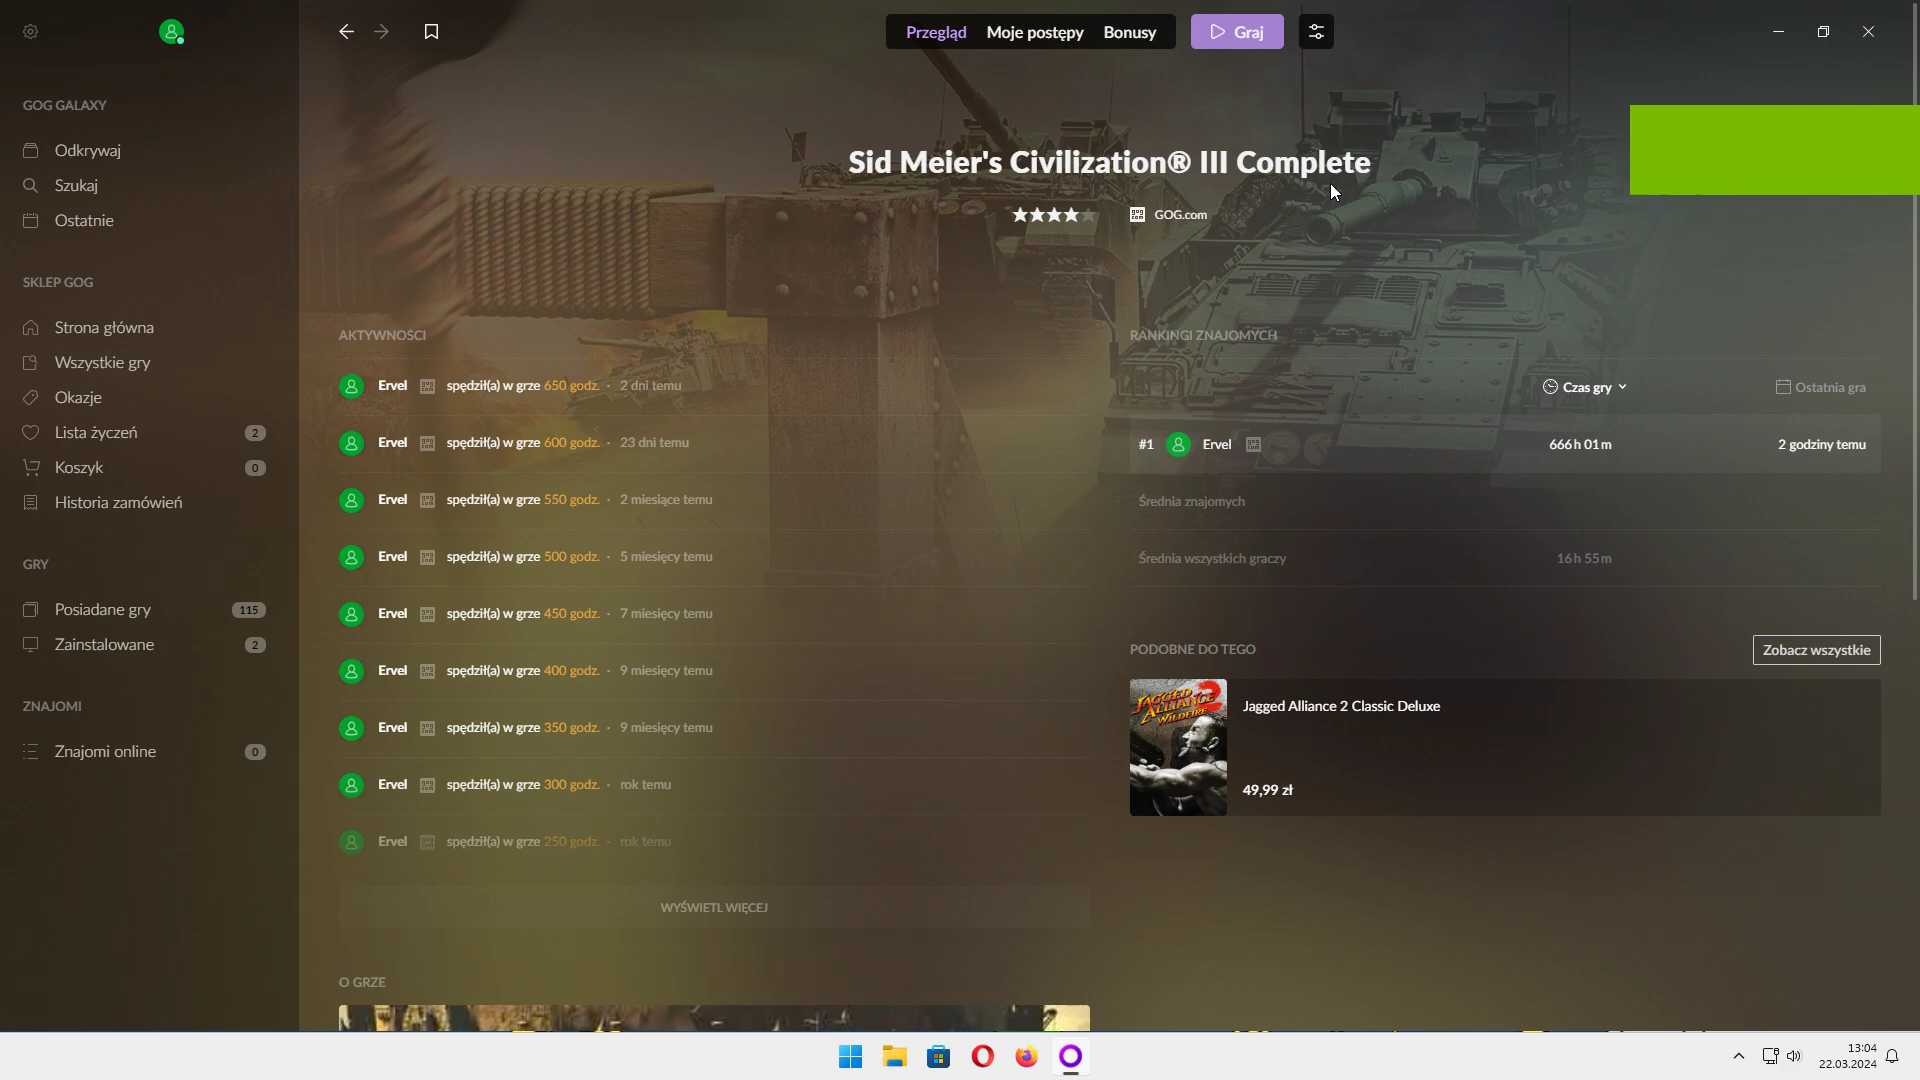 Przegląd Moje postępy Bonusy Graj
GOG GALAXY
Odkrywaj
Szukaj
Ostatnie
SKLEP GOG
Strona główna
Wszystkie gry
Okazje
Lista życzeń 2
Koszyk 0
Historia zamówień
GRY
Posiadane gry 115
Zainstalowane 2
ZNAJOMI
Znajomi online 0
Sid Meier's Civilization® III Complete
GOG.com
AKTYWNOŚCI
Ervel spędził(a) w grze 650 godz. · 2 dni temu
Ervel spędził(a) w grze 600 godz. · 23 dni temu
Ervel spędził(a) w grze 550 godz. · 2 miesiące temu
Ervel spędził(a) w grze 500 godz. · 5 miesięcy temu
Ervel spędził(a) w grze 450 godz. · 7 miesięcy temu
Ervel spędził(a) w grze 400 godz. · 9 miesięcy temu
Ervel spędził(a) w grze 350 godz. · 9 miesięcy temu
Ervel spędził(a) w grze 300 godz. · rok temu
Ervel spędził(a) w grze 250 godz. · rok temu
WYŚWIETL WIĘCEJ
O GRZE
RANKINGI ZNAJOMYCH
Czas gry Ostatnia gra
#1 Ervel 666 h 01 m 2 godziny temu
Średnia znajomych
Średnia wszystkich graczy 16 h 55 m
PODOBNE DO TEGO Zobacz wszystkie
JAGGED ALLIANCE 2 WILDFIRE
Jagged Alliance 2 Classic Deluxe
49,99 zł
13:04
22.03.2024